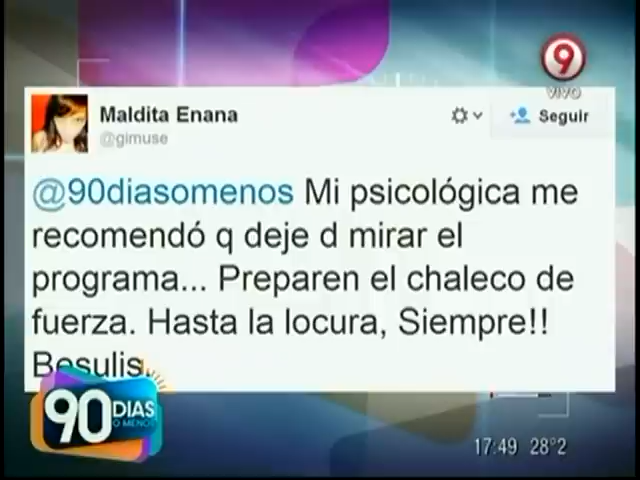 9
VIVO
Maldita Enana
@gimuse
Seguir
@90diasomenos Mi psicológica me
recomendó q deje d mirar el
programa... Preparen el chaleco de
fuerza. Hasta la locura, Siempre!!
Besulis.
90 DIAS
O MENOS
17:49 28°2